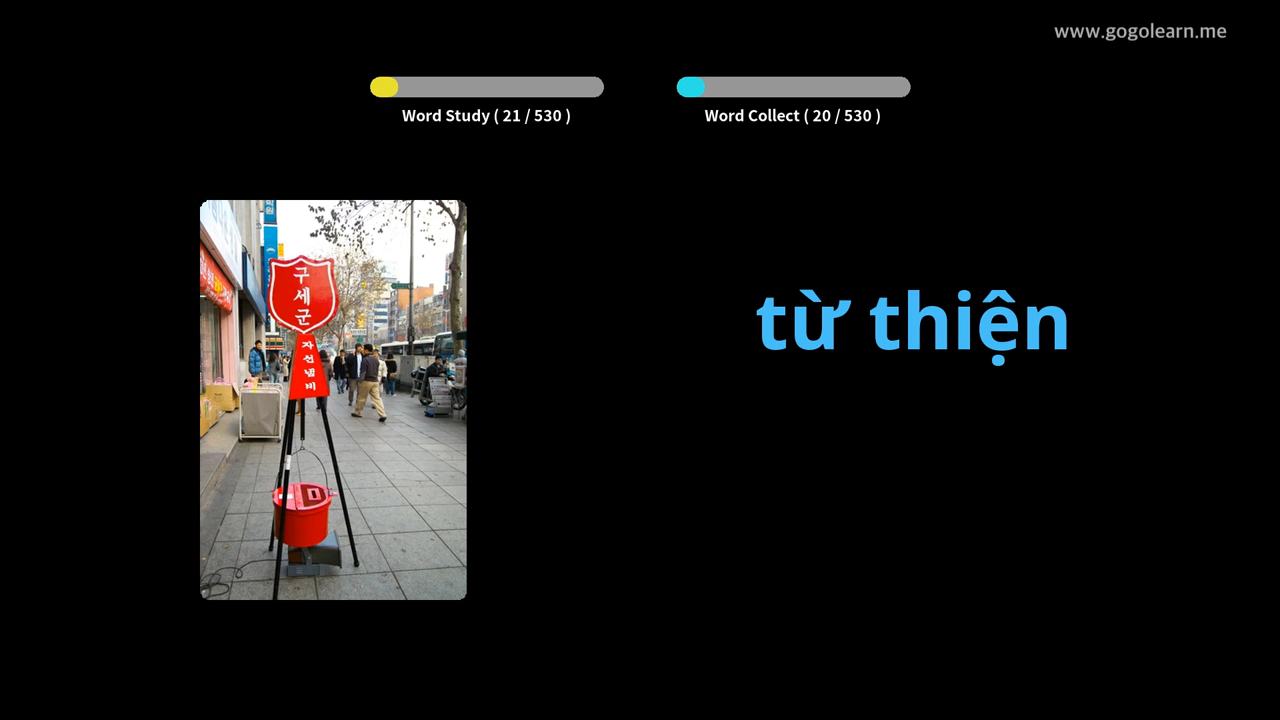 www.gogolearn.me
Word Study ( 21 / 530 )
Word Collect ( 20 / 530 )
구
세
군
자
선
냄
비
từ thiện